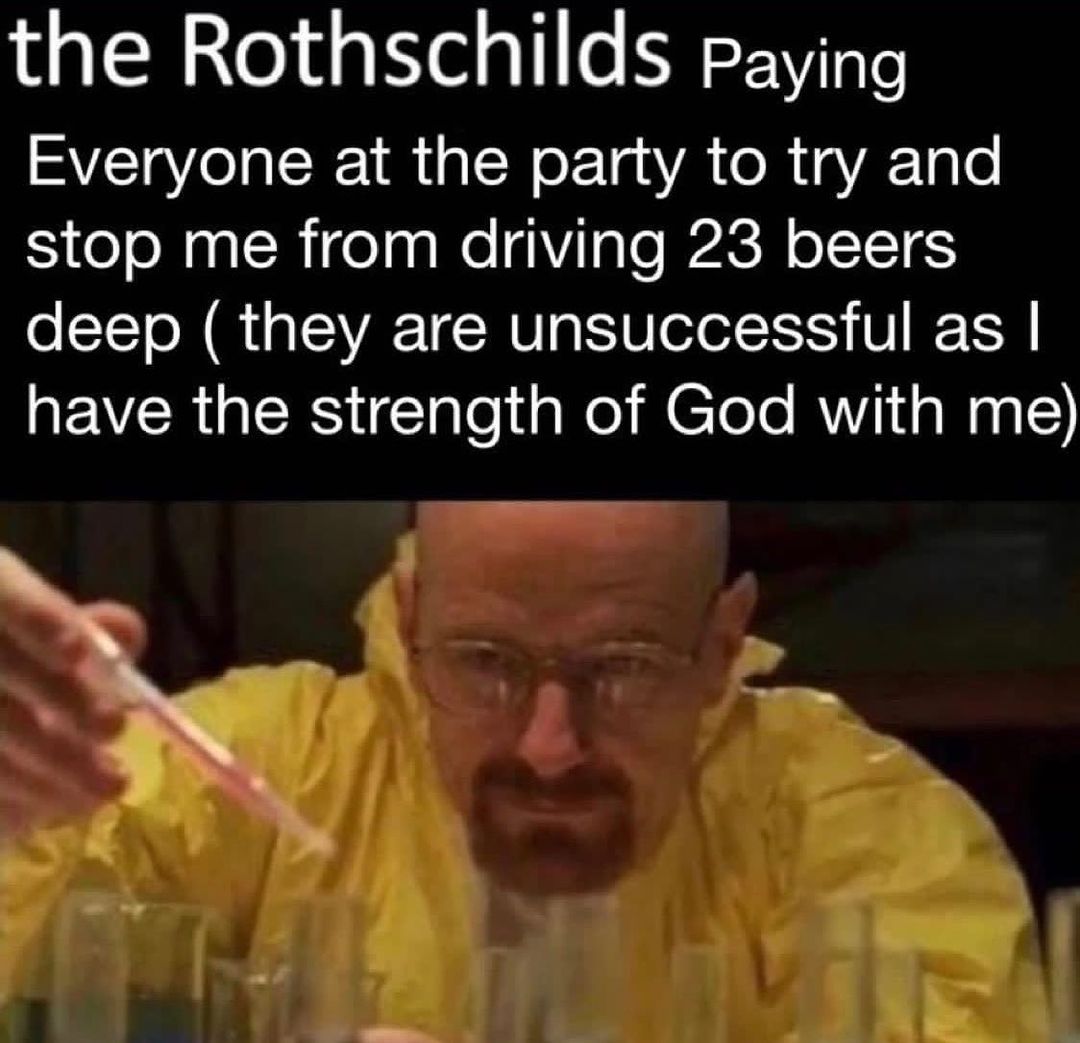 the Rothschilds Paying
Everyone at the party to try and
stop me from driving 23 beers
deep ( they are unsuccessful as I
have the strength of God with me)